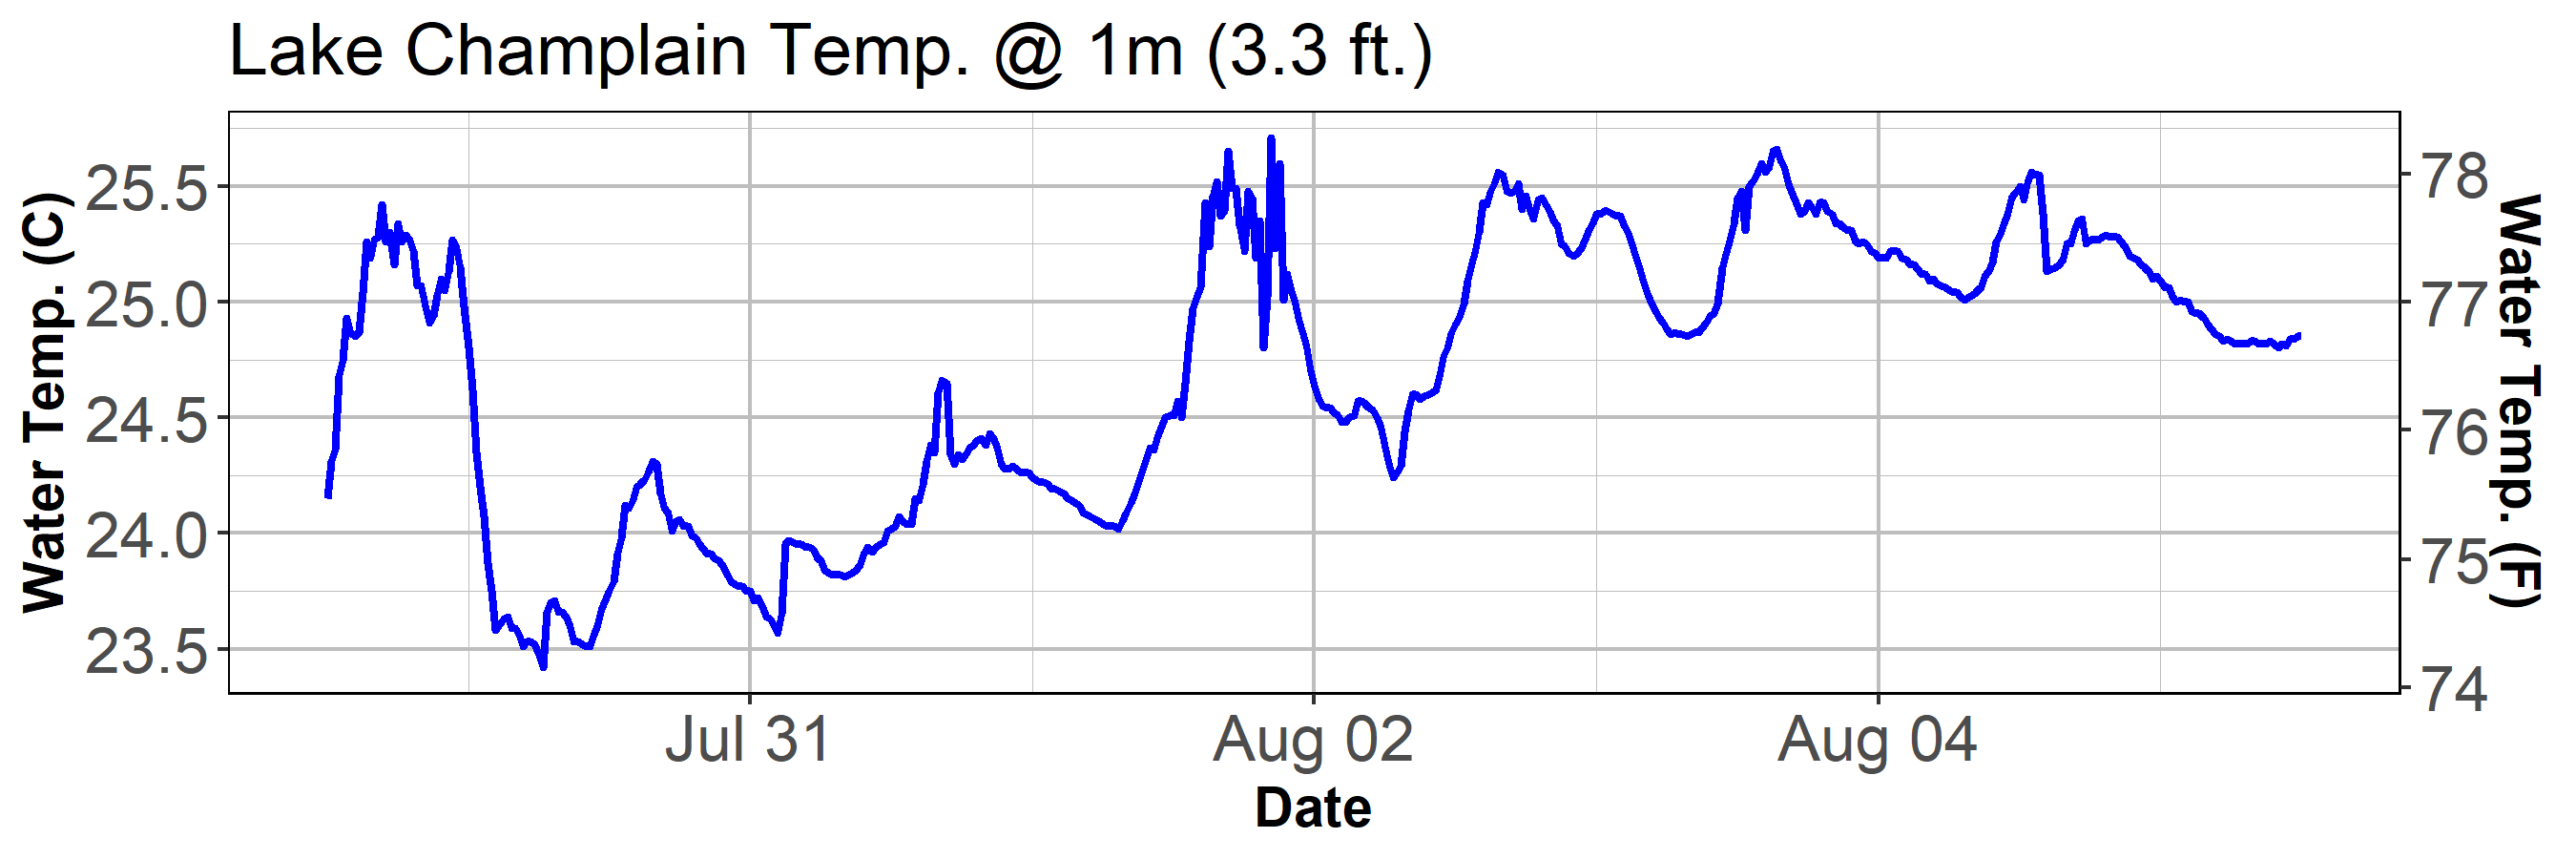 Lake Champlain Temp. @ 1m (3.3 ft.)
Water Temp. (C)
25.5
25.0
24.5
24.0
23.5
78
77
76
75
74
Water Temp. (F)
Jul 31
Aug 02
Aug 04
Date